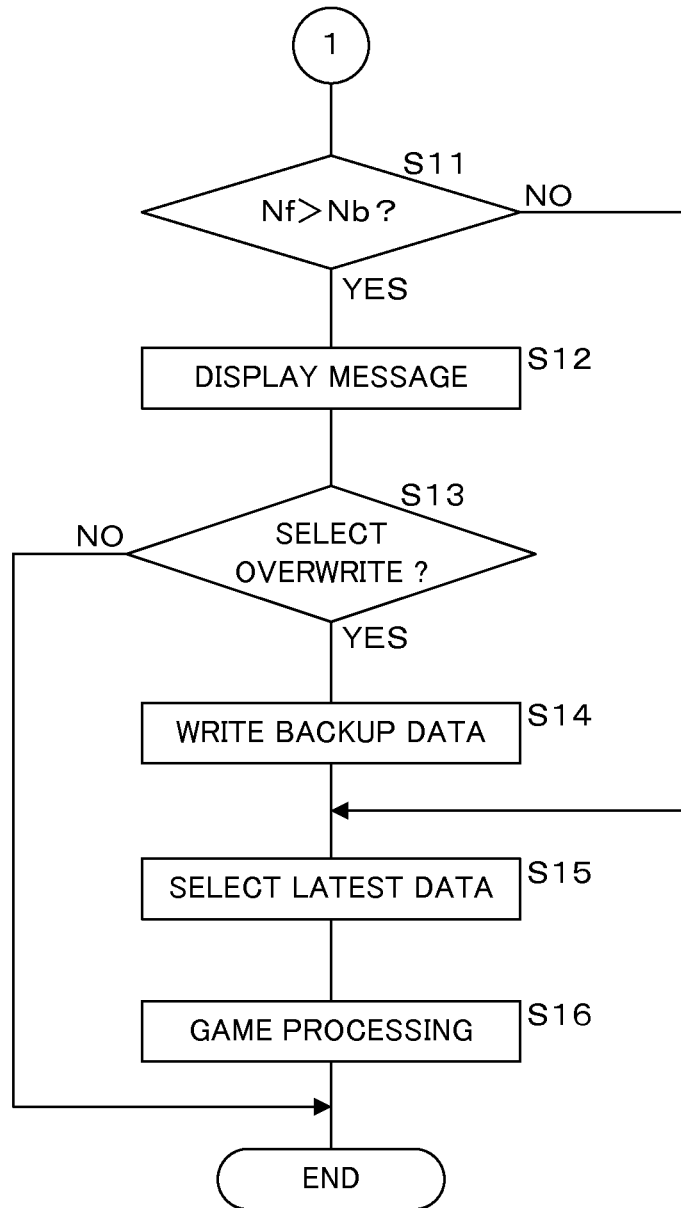 1
S11
Nf>Nb?
NO
YES
DISPLAY MESSAGE
S12
S13
NO
SELECT
OVERWRITE ?
YES
WRITE BACKUP DATA
S14
SELECT LATEST DATA
S15
GAME PROCESSING
S16
END